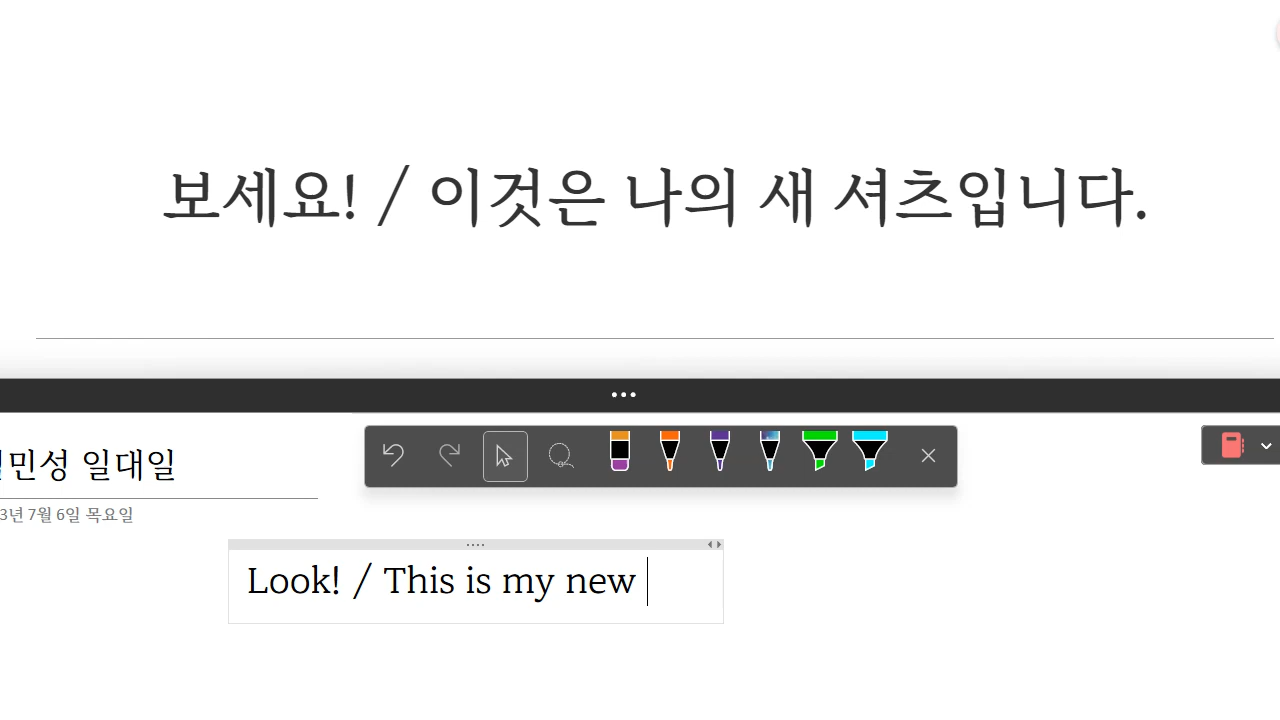 보세요! / 이것은 나의 새 셔츠입니다.
민성 일대일
3년 7월 6일 목요일
Look! / This is my new